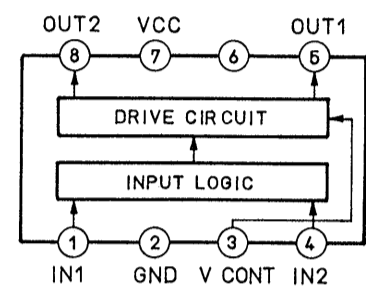 OUT2 VCC OUT1
8 7 6 5
DRIVE CIRCUIT
INPUT LOGIC
1 2 3 4
IN1 GND V CONT IN2